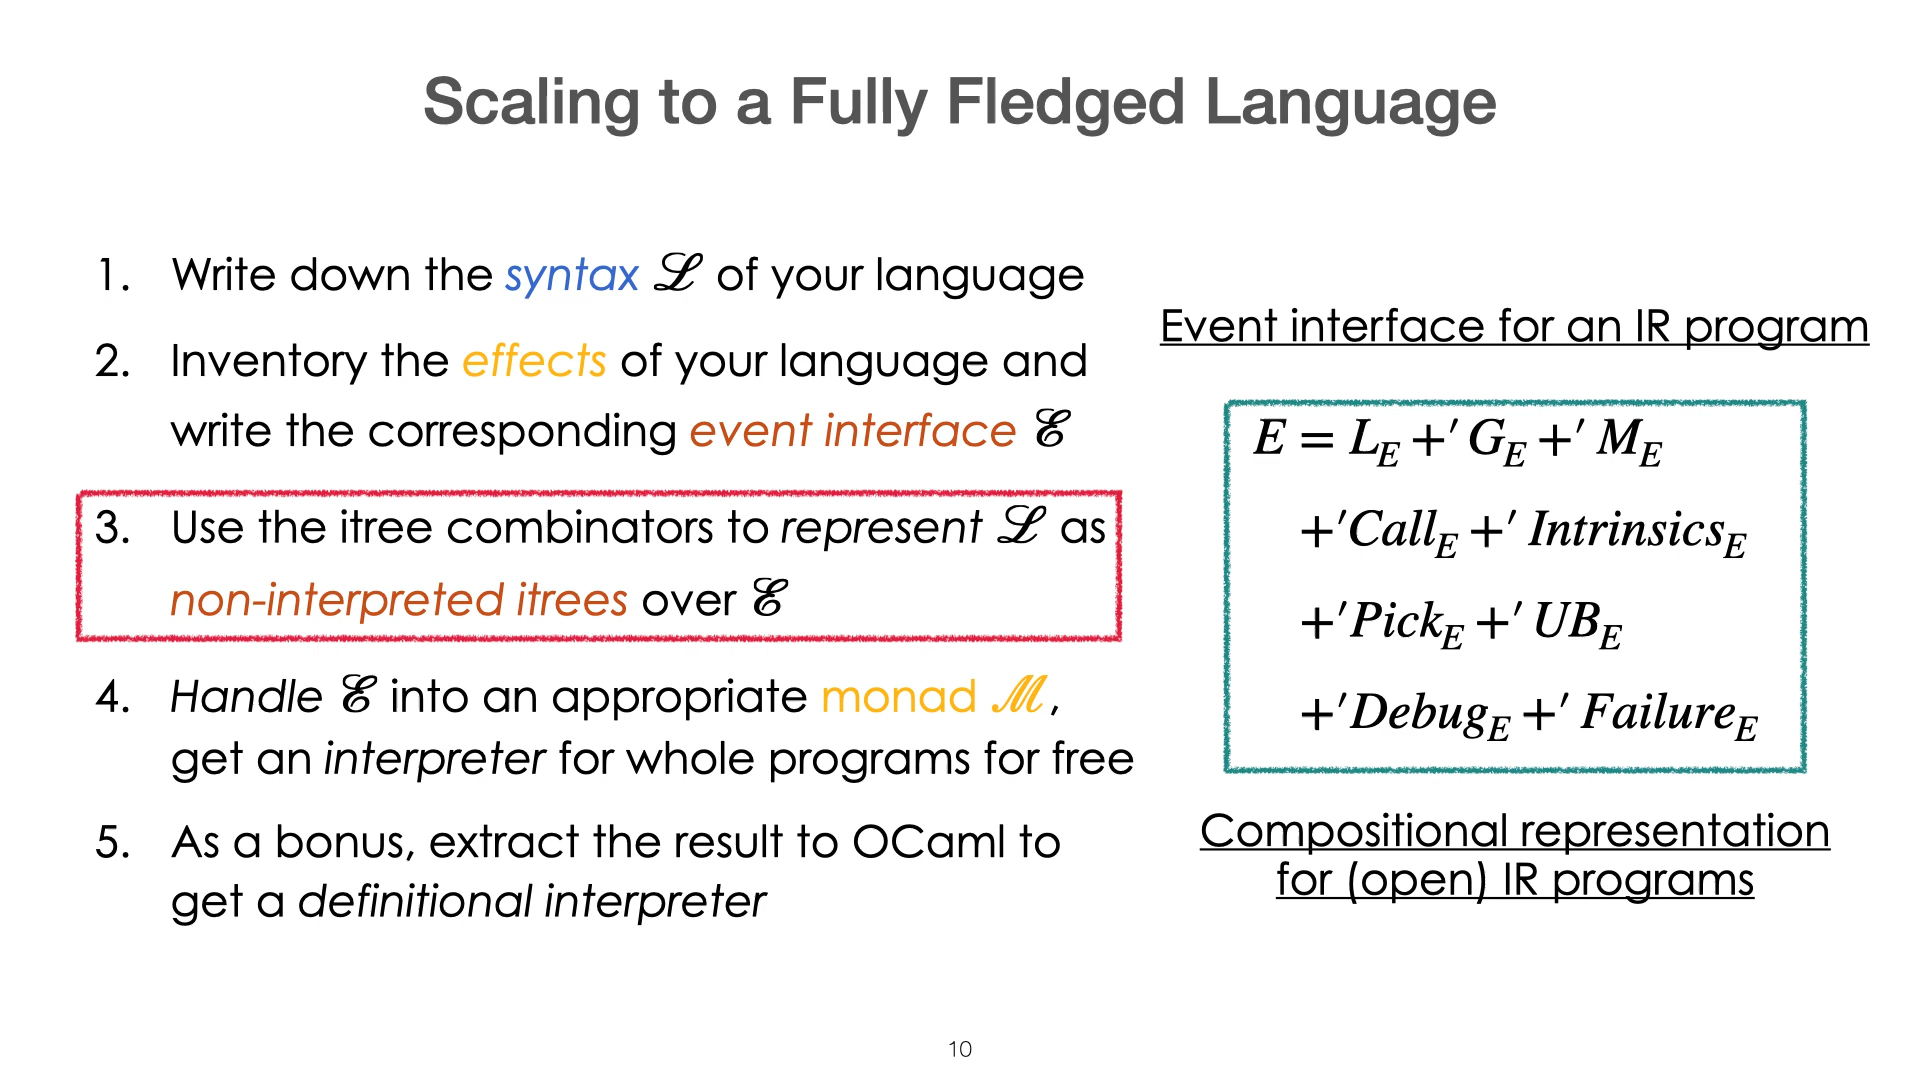 Scaling to a Fully Fledged Language
1. Write down the syntax ℒ of your language
2. Inventory the effects of your language and
write the corresponding event interface ℰ
3. Use the itree combinators to represent ℒ as
non-interpreted itrees over ℰ
4. Handle ℰ into an appropriate monad ℳ,
get an interpreter for whole programs for free
5. As a bonus, extract the result to OCaml to
get a definitional interpreter
Event interface for an IR program
E = L_E +′ G_E +′ M_E
+′Call_E +′ Intrinsics_E
+′Pick_E +′ UB_E
+′Debug_E +′ Failure_E
Compositional representation
for (open) IR programs
10